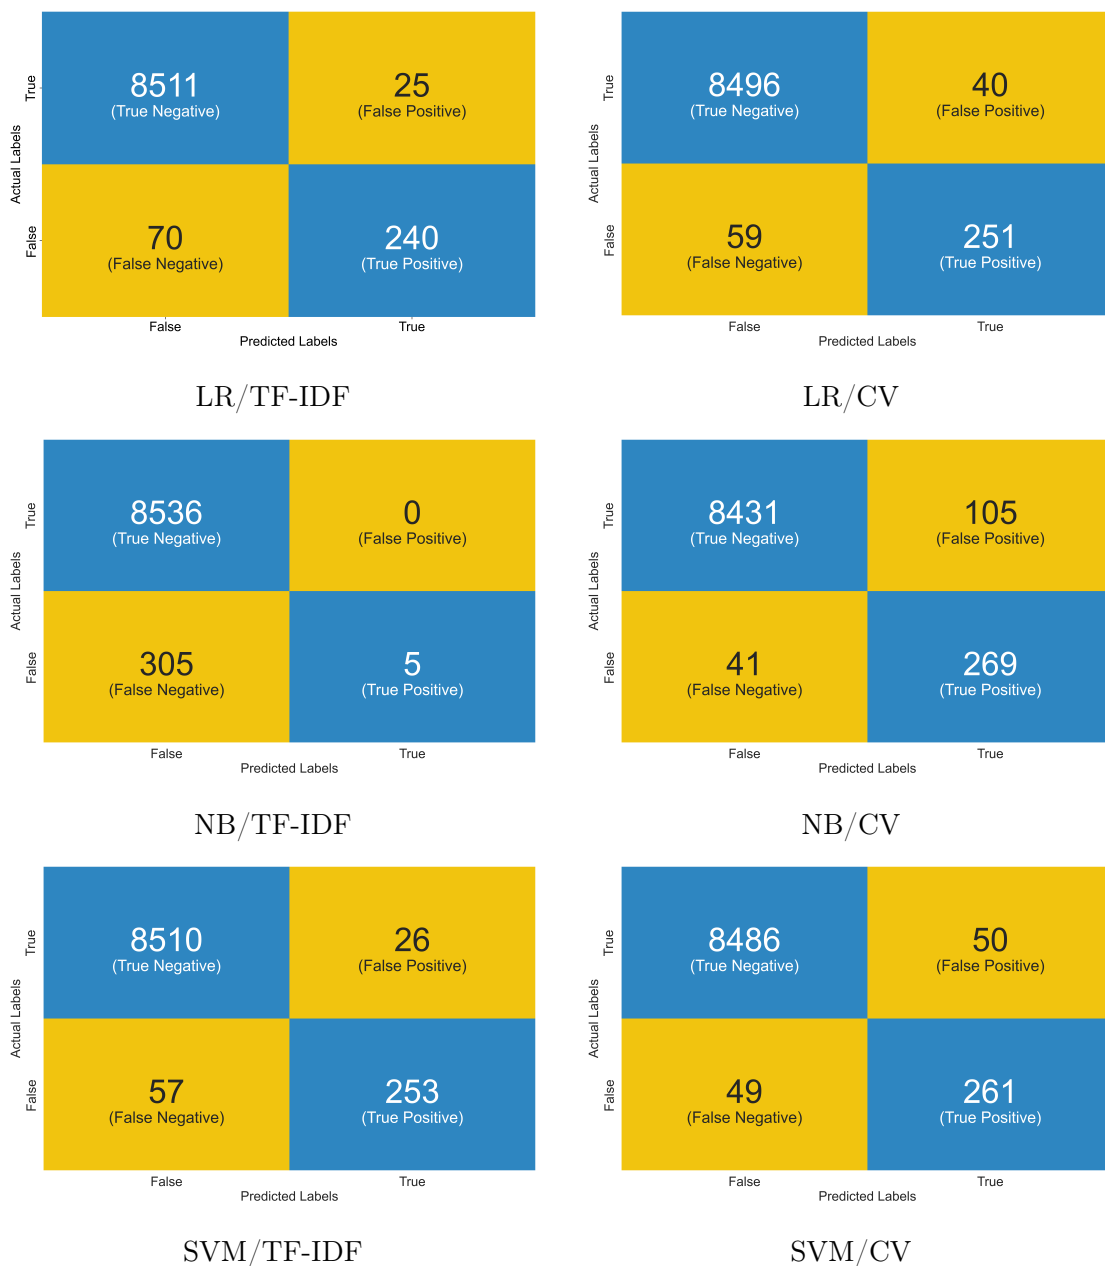 True
8511
(True Negative)
25
(False Positive)
Actual Labels
False
70
(False Negative)
240
(True Positive)
False
True
Predicted Labels
LR/TF-IDF
True
8496
(True Negative)
40
(False Positive)
Actual Labels
False
59
(False Negative)
251
(True Positive)
False
True
Predicted Labels
LR/CV
True
8536
(True Negative)
0
(False Positive)
Actual Labels
False
305
(False Negative)
5
(True Positive)
False
True
Predicted Labels
NB/TF-IDF
True
8431
(True Negative)
105
(False Positive)
Actual Labels
False
41
(False Negative)
269
(True Positive)
False
True
Predicted Labels
NB/CV
True
8510
(True Negative)
26
(False Positive)
Actual Labels
False
57
(False Negative)
253
(True Positive)
False
True
Predicted Labels
SVM/TF-IDF
True
8486
(True Negative)
50
(False Positive)
Actual Labels
False
49
(False Negative)
261
(True Positive)
False
True
Predicted Labels
SVM/CV